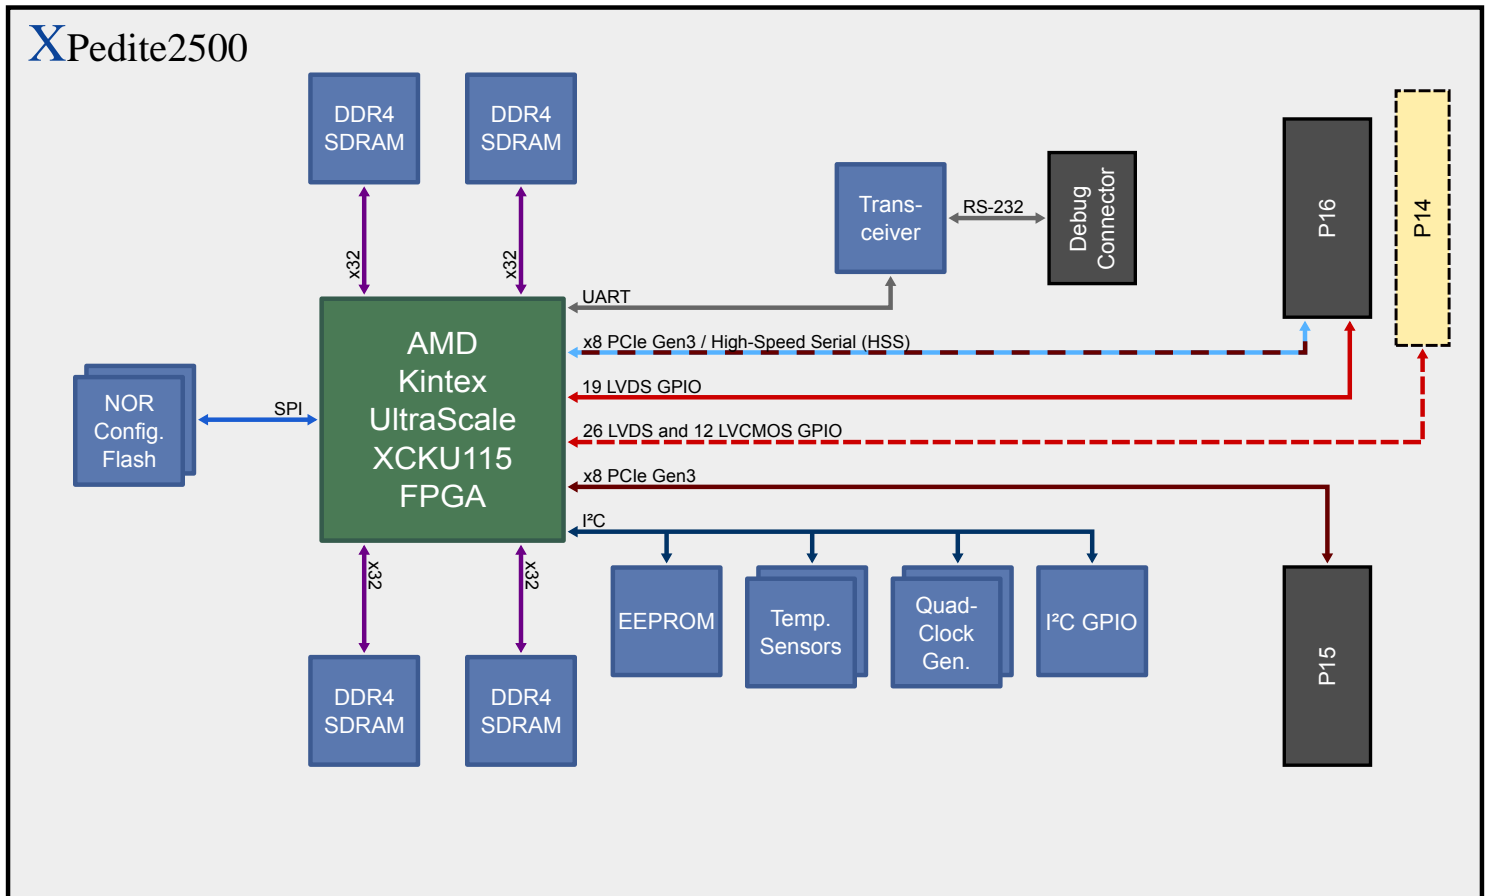 XPedite2500
DDR4
SDRAM
DDR4
SDRAM
x32
x32
Trans-
ceiver
RS-232
Debug
Connector
P16
P14
UART
x8 PCIe Gen3 / High-Speed Serial (HSS)
19 LVDS GPIO
26 LVDS and 12 LVCMOS GPIO
x8 PCIe Gen3
I²C
AMD
Kintex
UltraScale
XCKU115
FPGA
NOR
Config.
Flash
SPI
x32
x32
DDR4
SDRAM
DDR4
SDRAM
EEPROM
Temp.
Sensors
Quad-
Clock
Gen.
I²C GPIO
P15